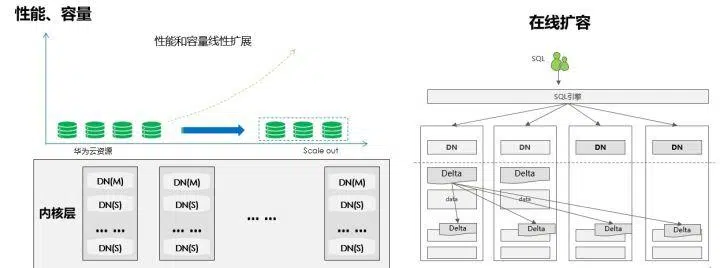 性能、容量
性能和容量线性扩展
华为云资源
Scale out
内核层
DN(M)
DN(S)
... ...
DN(S)
DN(M)
DN(S)
... ...
DN(S)
... ...
DN(M)
DN(S)
... ...
DN(S)
在线扩容
SQL
SQL引擎
DN
DN
DN
DN
Delta
Delta
data
data
Delta
Delta
Delta
Delta